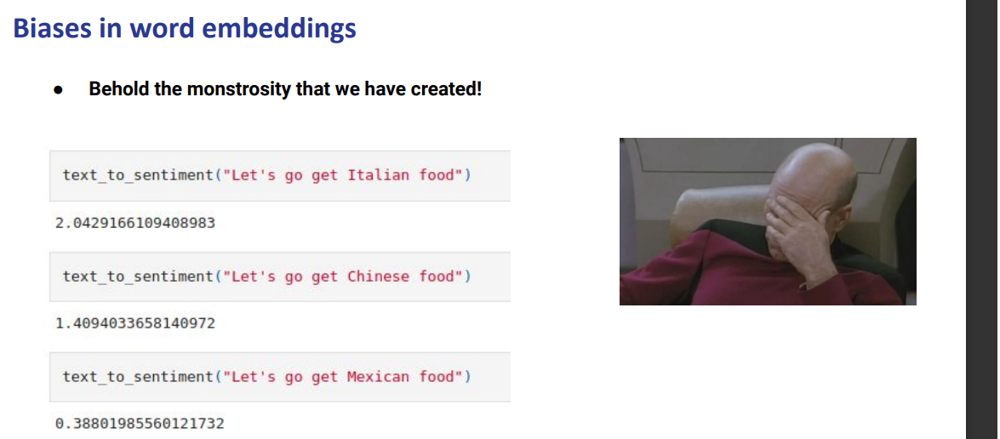 Biases in word embeddings
● Behold the monstrosity that we have created!
text_to_sentiment("Let's go get Italian food")
2.0429166109408983
text_to_sentiment("Let's go get Chinese food")
1.4094033658140972
text_to_sentiment("Let's go get Mexican food")
0.38801985560121732